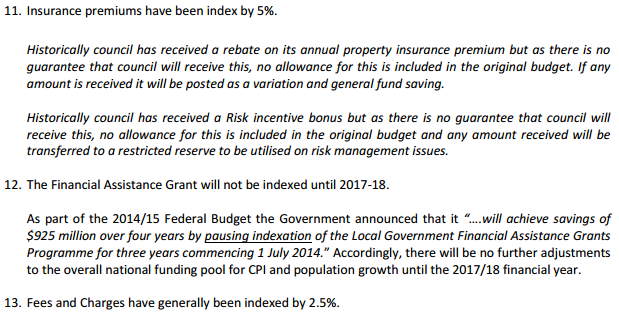 11. Insurance premiums have been index by 5%.
Historically council has received a rebate on its annual property insurance premium but as there is no
guarantee that council will receive this, no allowance for this is included in the original budget. If any
amount is received it will be posted as a variation and general fund saving.
Historically council has received a Risk incentive bonus but as there is no guarantee that council will
receive this, no allowance for this is included in the original budget and any amount received will be
transferred to a restricted reserve to be utilised on risk management issues.
12. The Financial Assistance Grant will not be indexed until 2017-18.
As part of the 2014/15 Federal Budget the Government announced that it “....will achieve savings of
$925 million over four years by pausing indexation of the Local Government Financial Assistance Grants
Programme for three years commencing 1 July 2014.” Accordingly, there will be no further adjustments
to the overall national funding pool for CPI and population growth until the 2017/18 financial year.
13. Fees and Charges have generally been indexed by 2.5%.